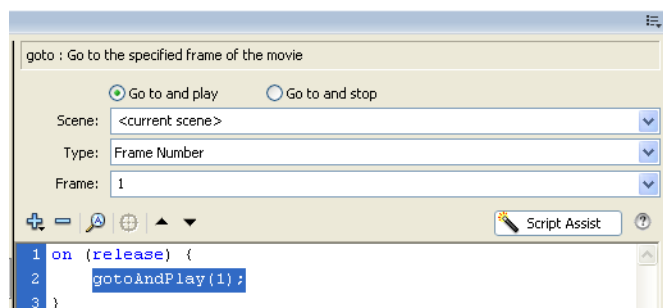 goto : Go to the specified frame of the movie
Go to and play Go to and stop
Scene: <current scene>
Type: Frame Number
Frame: 1
Script Assist ?
1 on (release) {
2 gotoAndPlay(1);
3 }